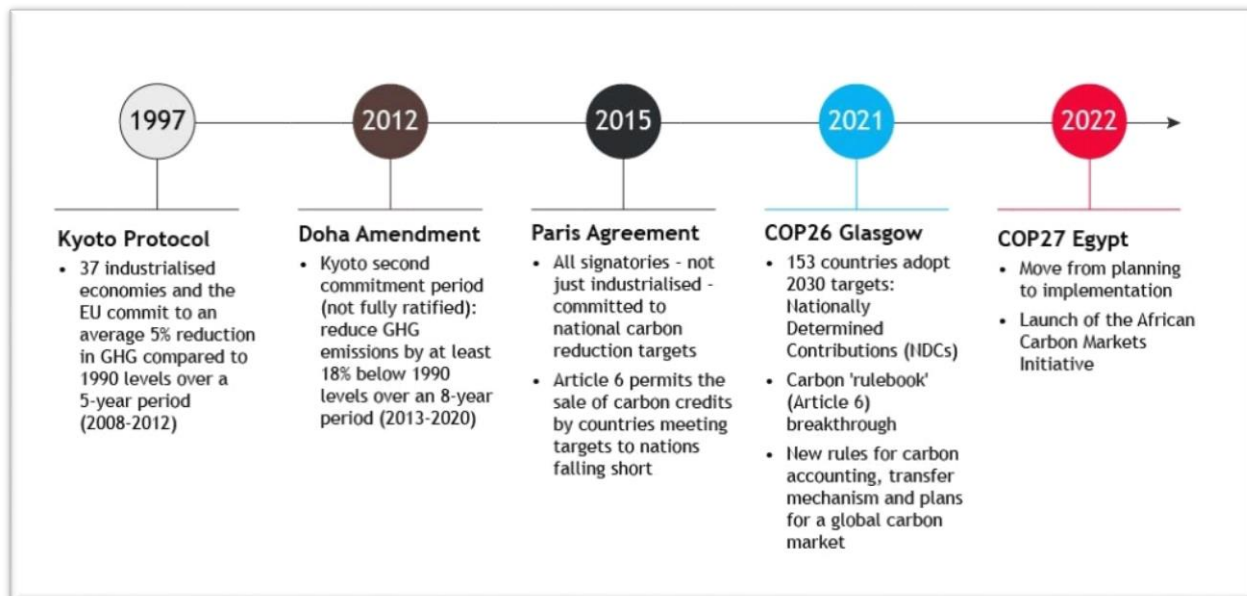 1997
2012
2015
2021
2022
Kyoto Protocol
• 37 industrialised
economies and the
EU commit to an
average 5% reduction
in GHG compared to
1990 levels over a
5-year period
(2008-2012)
Doha Amendment
• Kyoto second
commitment period
(not fully ratified):
reduce GHG
emissions by at least
18% below 1990
levels over an 8-year
period (2013-2020)
Paris Agreement
• All signatories - not
just industrialised -
committed to
national carbon
reduction targets
• Article 6 permits the
sale of carbon credits
by countries meeting
targets to nations
falling short
COP26 Glasgow
• 153 countries adopt
2030 targets:
Nationally
Determined
Contributions (NDCs)
• Carbon 'rulebook'
(Article 6)
breakthrough
• New rules for carbon
accounting, transfer
mechanism and plans
for a global carbon
market
COP27 Egypt
• Move from planning
to implementation
• Launch of the African
Carbon Markets
Initiative